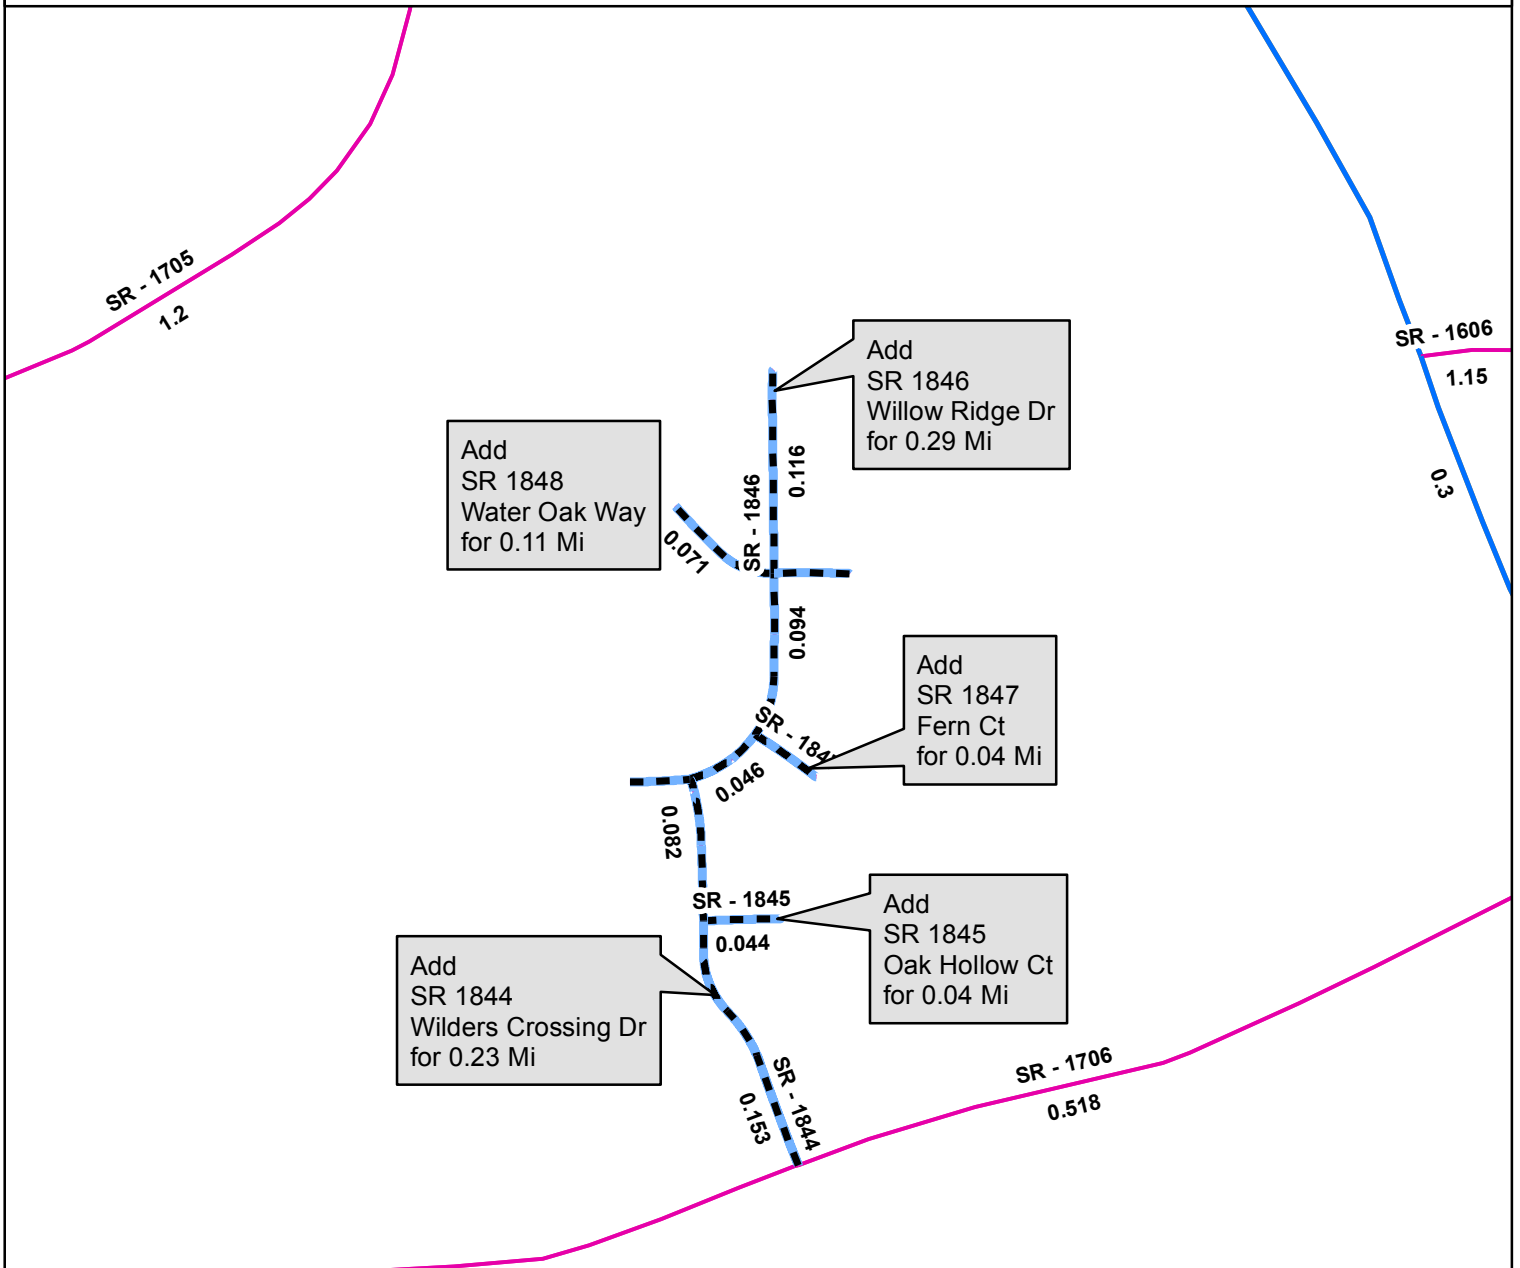 SR - 1705
1.2
SR - 1606
1.15
0.3
Add
SR 1846
Willow Ridge Dr
for 0.29 Mi
Add
SR 1848
Water Oak Way
for 0.11 Mi
0.116
SR - 1846
0.071
0.094
Add
SR 1847
Fern Ct
for 0.04 Mi
SR - 184
0.046
0.082
SR - 1845
0.044
Add
SR 1845
Oak Hollow Ct
for 0.04 Mi
Add
SR 1844
Wilders Crossing Dr
for 0.23 Mi
SR - 1844
0.153
SR - 1706
0.518